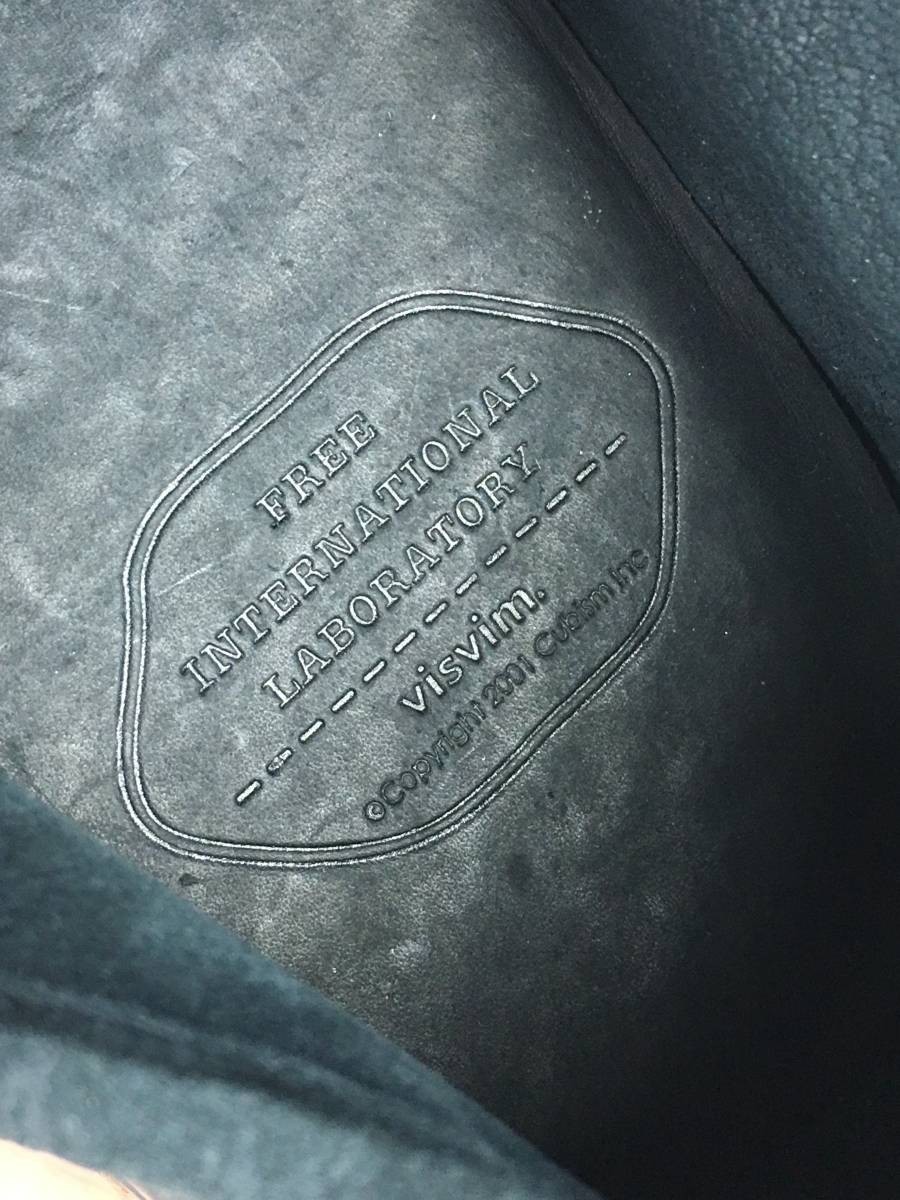 FREE
INTERNATIONAL
LABORATORY
visvim.
©Copyright 2001 Cubism Inc